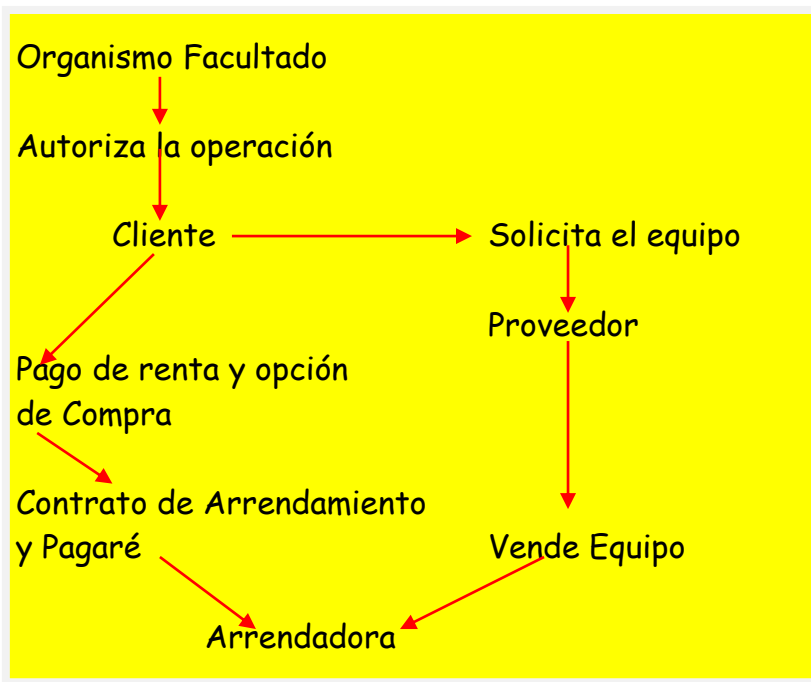 Organismo Facultado
Autoriza la operación
Cliente
Solicita el equipo
Proveedor
Pago de renta y opción
de Compra
Contrato de Arrendamiento
y Pagaré
Vende Equipo
Arrendadora